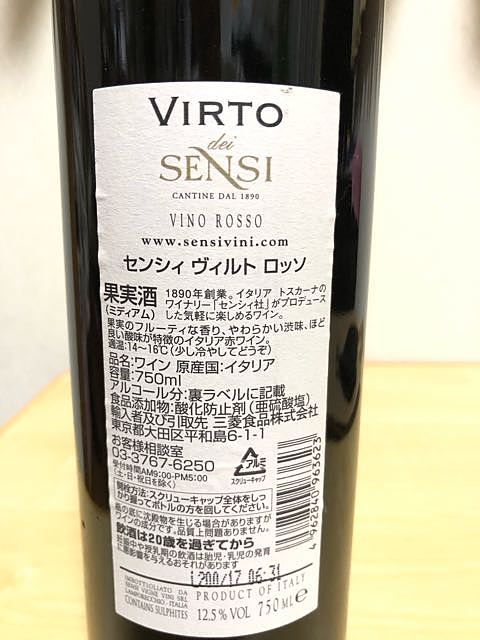 VIRTO
dei
SENSI
CANTINE DAL 1890
VINO ROSSO
www.sensivini.com
センシィ ヴィルト ロッソ
果実酒
(ミディアム)
1890年創業。イタリア トスカーナの
ワイナリー「センシィ社」がプロデュース
した気軽に楽しめるワイン。
果実のフルーティな香り、やわらかい渋味、ほど
良い酸味が特徴のイタリア赤ワイン。
適温:14~16℃(少し冷やしてどうぞ)
品名:ワイン 原産国:イタリア
容量:750ml
アルコール分:裏ラベルに記載
食品添加物:酸化防止剤(亜硫酸塩)
輸入者及び引取先 三菱食品株式会社
東京都大田区平和島6-1-1
お客様相談室
03-3767-6250
受付時間AM9:00-PM5:00
(土・日・祝日を除く)
アルミ
スクリューキャップ
4 962840 963623
開栓方法:スクリューキャップ全体をしっ
かり握ってボトルの方を回してください。
瓶の底に沈殿物を生じる場合がありますが
ワインの成分です。品質上問題ありません。
飲酒は20歳を過ぎてから
妊娠中や授乳期の飲酒は胎児・乳児の発育
に悪影響を与えるおそれがあります
L200/17 06:31
IMBOTTIGLIATO DA
SENSI VIGNE VINI SRL
LAMPORECCHIO - ITALIA
CONTAINS SULPHITES
PRODUCT OF ITALY
12.5% VOL 750 ML e